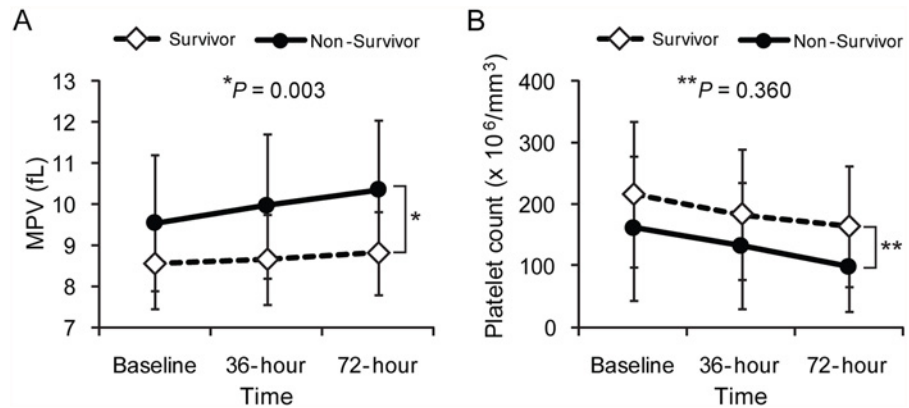 A
Survivor
Non-Survivor
*P = 0.003
MPV (fL)
13
12
11
10
9
8
7
*
Baseline
36-hour
72-hour
Time
B
Survivor
Non-Survivor
**P = 0.360
Platelet count (x 10⁶/mm³)
400
300
200
100
0
**
Baseline
36-hour
72-hour
Time